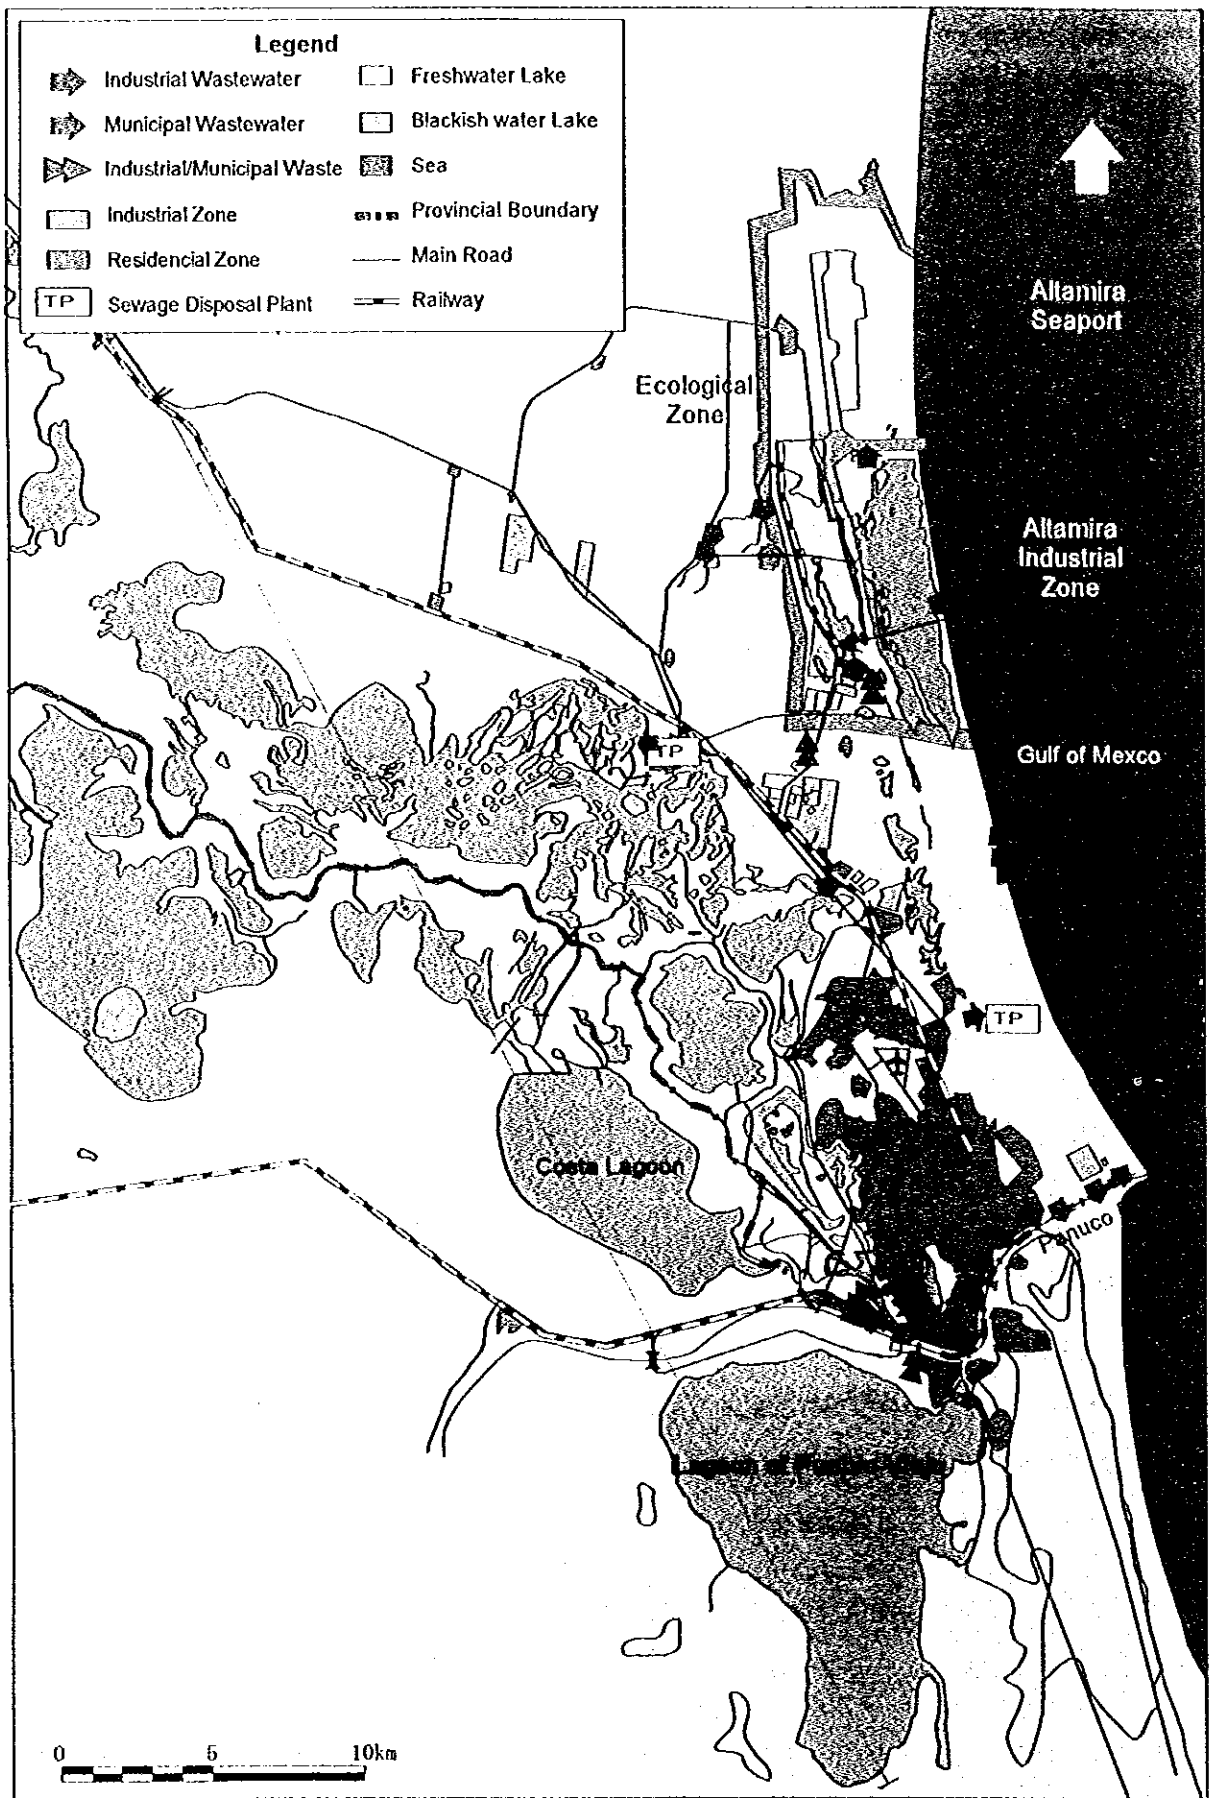 Legend
Industrial Wastewater
Municipal Wastewater
Industrial/Municipal Waste
Industrial Zone
Residencial Zone
TP Sewage Disposal Plant
Freshwater Lake
Blackish water Lake
Sea
Provincial Boundary
Main Road
Railway
Altamira
Seaport
Ecological
Zone
Altamira
Industrial
Zone
TP
Gulf of Mexco
TP
Costa Lagoon
Panuco
Lagoon of
0 5 10km